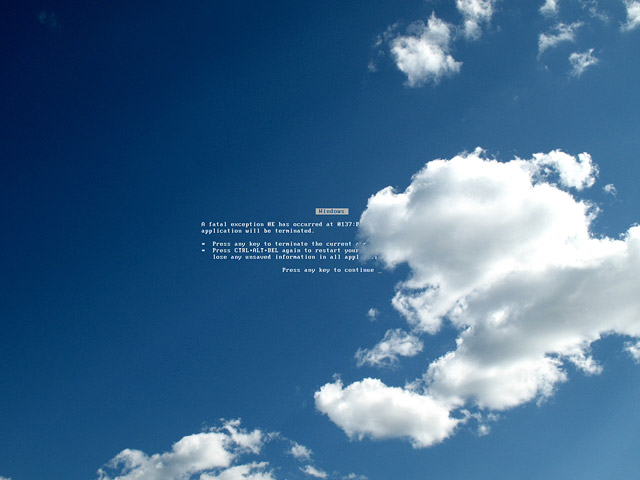 Windows
A fatal exception 0E has occurred at 0137:
application will be terminated.
* Press any key to terminate the current
* Press CTRL+ALT+DEL again to restart your
lose any unsaved information in all
Press any key to continue _